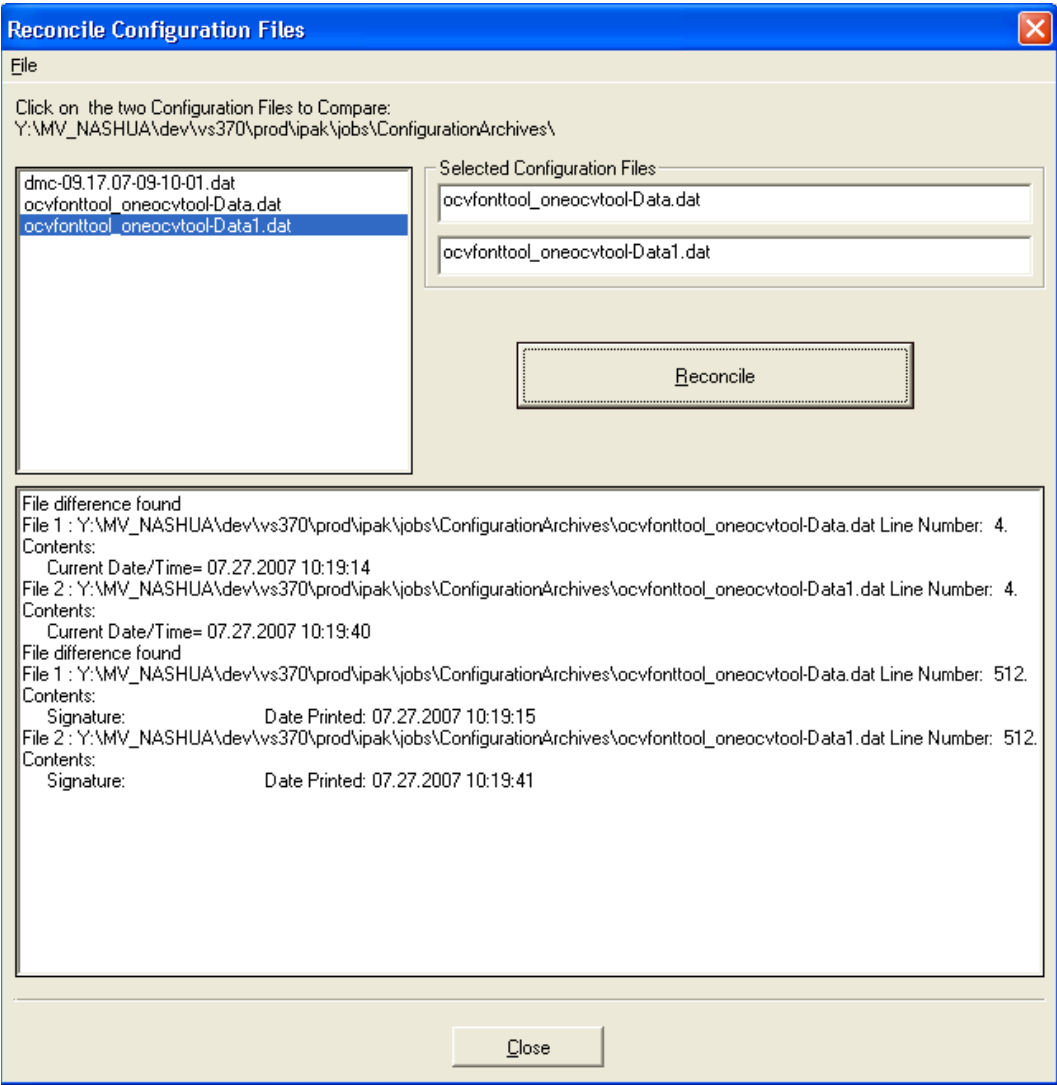 Reconcile Configuration Files
File
Click on the two Configuration Files to Compare:
Y:\MV_NASHUA\dev\vs370\prod\ipak\jobs\ConfigurationArchives\
dmc-09.17.07-09-10-01.dat
ocvfonttool_oneocvtool-Data.dat
ocvfonttool_oneocvtool-Data1.dat
Selected Configuration Files
ocvfonttool_oneocvtool-Data.dat
ocvfonttool_oneocvtool-Data1.dat
Reconcile
File difference found
File 1 : Y:\MV_NASHUA\dev\vs370\prod\ipak\jobs\ConfigurationArchives\ocvfonttool_oneocvtool-Data.dat Line Number: 4.
Contents:
Current Date/Time= 07.27.2007 10:19:14
File 2 : Y:\MV_NASHUA\dev\vs370\prod\ipak\jobs\ConfigurationArchives\ocvfonttool_oneocvtool-Data1.dat Line Number: 4.
Contents:
Current Date/Time= 07.27.2007 10:19:40
File difference found
File 1 : Y:\MV_NASHUA\dev\vs370\prod\ipak\jobs\ConfigurationArchives\ocvfonttool_oneocvtool-Data.dat Line Number: 512.
Contents:
Signature: Date Printed: 07.27.2007 10:19:15
File 2 : Y:\MV_NASHUA\dev\vs370\prod\ipak\jobs\ConfigurationArchives\ocvfonttool_oneocvtool-Data1.dat Line Number: 512.
Contents:
Signature: Date Printed: 07.27.2007 10:19:41
Close